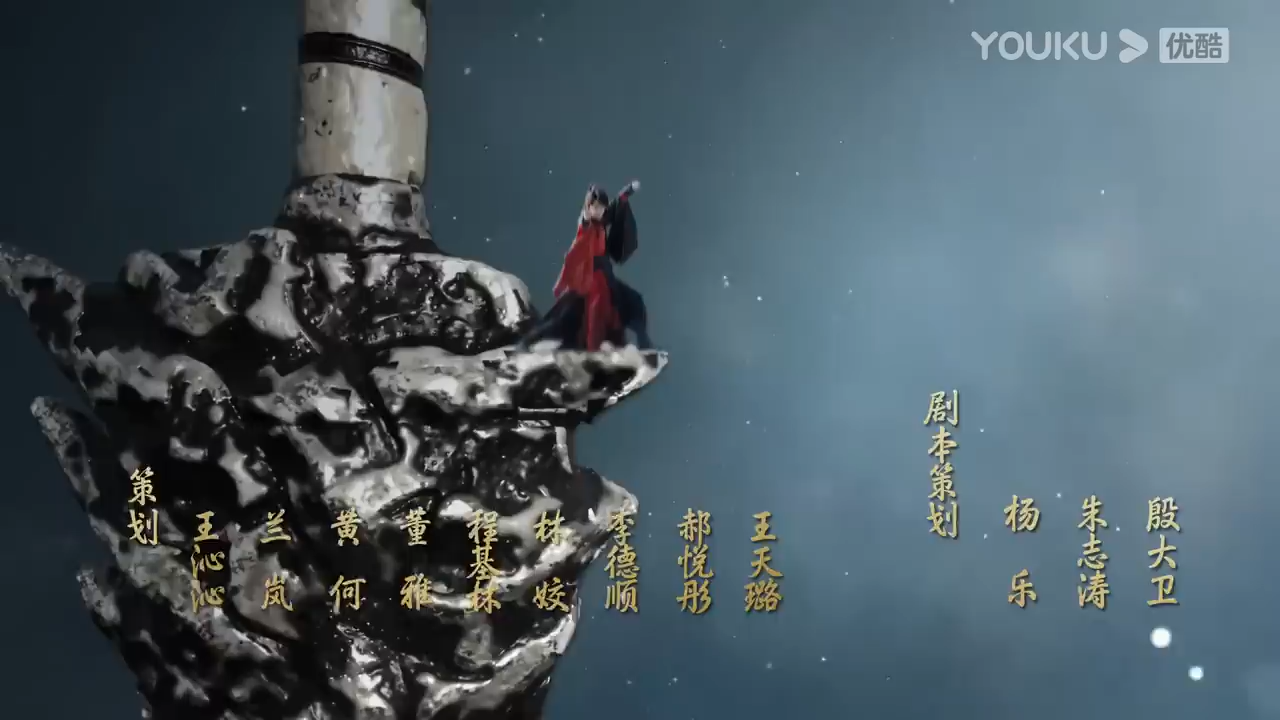 YOUKU 优酷
策划
王沁沁
兰岚
黄何
董雅
程基林
林姣
李德顺
郝悦彤
王天璐
剧本策划
杨乐
朱志涛
殷大卫